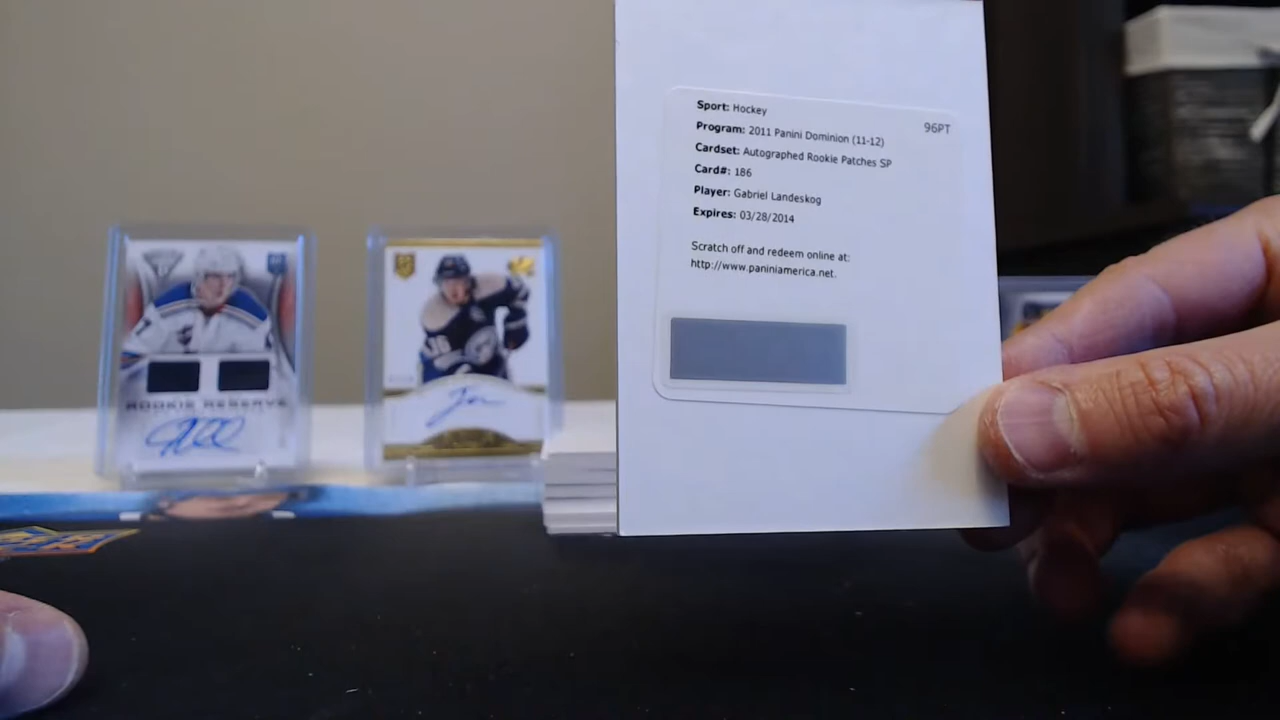 Sport: Hockey
96PT
Program: 2011 Panini Dominion (11-12)
Cardset: Autographed Rookie Patches SP
Card#: 186
Player: Gabriel Landeskog
Expires: 03/28/2014
Scratch off and redeem online at:
http://www.paniniamerica.net.
ROOKIE RESERVE